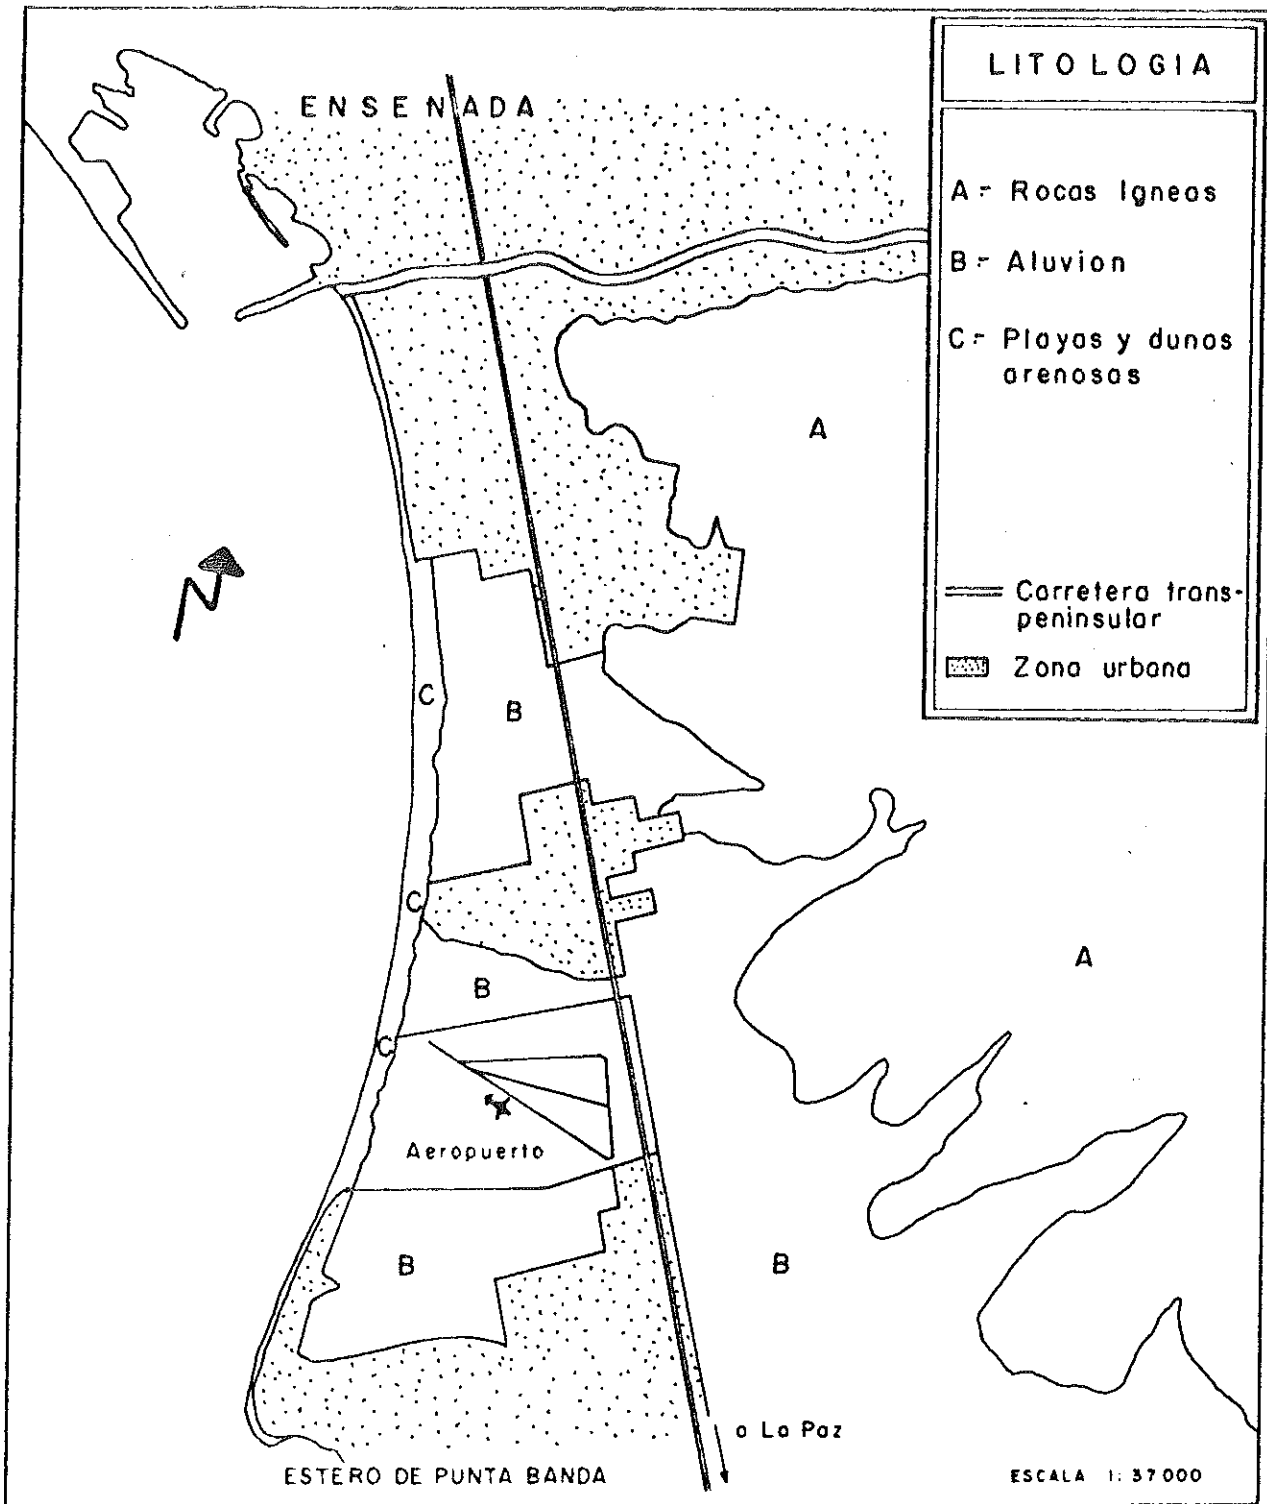 LITOLOGIA
A = Rocas Igneas
B = Aluvion
C = Playas y dunas
arenosas
Carretera trans-
peninsular
Zona urbana
ENSENADA
A
N
C
B
C
A
B
C
Aeropuerto
B
B
a La Paz
ESTERO DE PUNTA BANDA
ESCALA 1: 37000